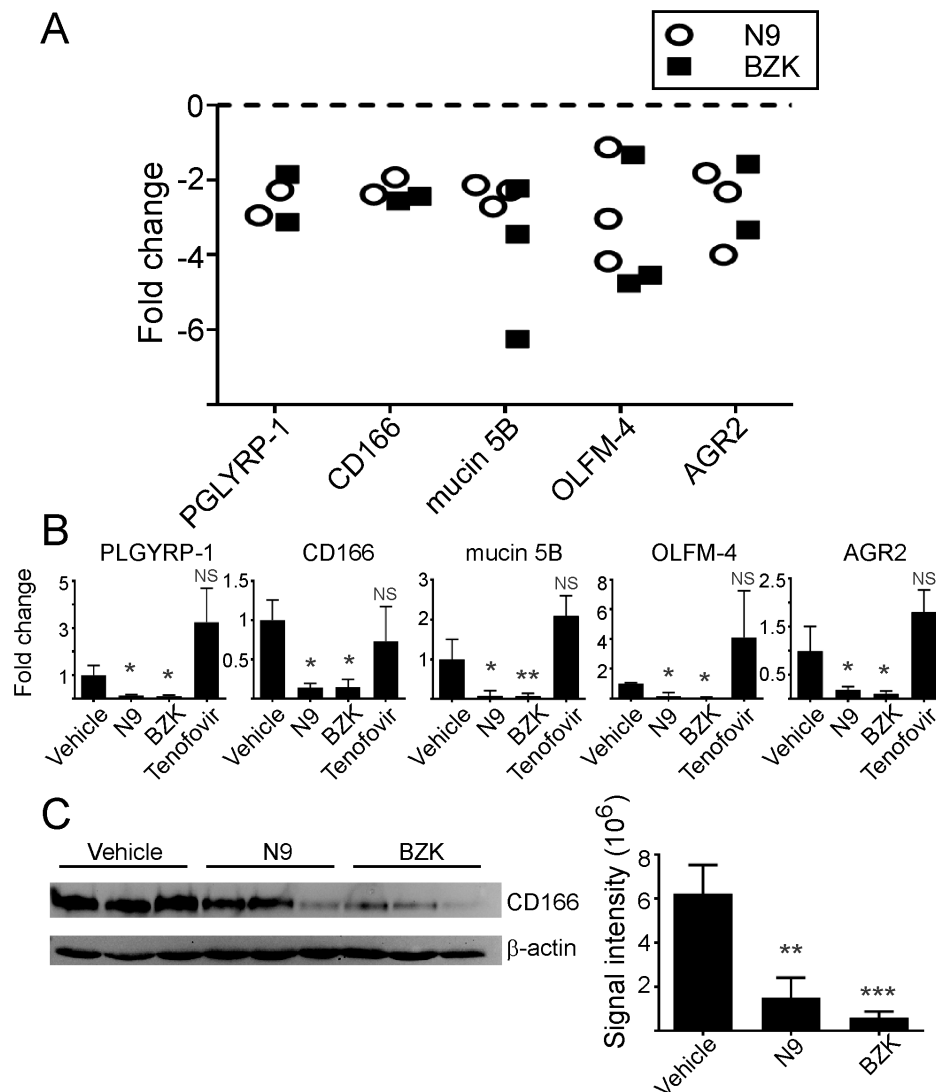 A
N9
BZK
0
-2
-4
-6
Fold change
PGLYRP-1
CD166
mucin 5B
OLFM-4
AGR2
B
PLGYRP-1
CD166
mucin 5B
OLFM-4
AGR2
Fold change
5
3
1
* * NS
Vehicle
N9
BZK
Tenofovir
1.5
1
0.5
* * NS
Vehicle
N9
BZK
Tenofovir
3
2
1
* ** NS
Vehicle
N9
BZK
Tenofovir
8
6
4
2
* * NS
Vehicle
N9
BZK
Tenofovir
2.5
1.5
0.5
* * NS
Vehicle
N9
BZK
Tenofovir
C
Vehicle N9 BZK
CD166
β-actin
Signal intensity (10⁶)
8
6
4
2
**
***
Vehicle
N9
BZK